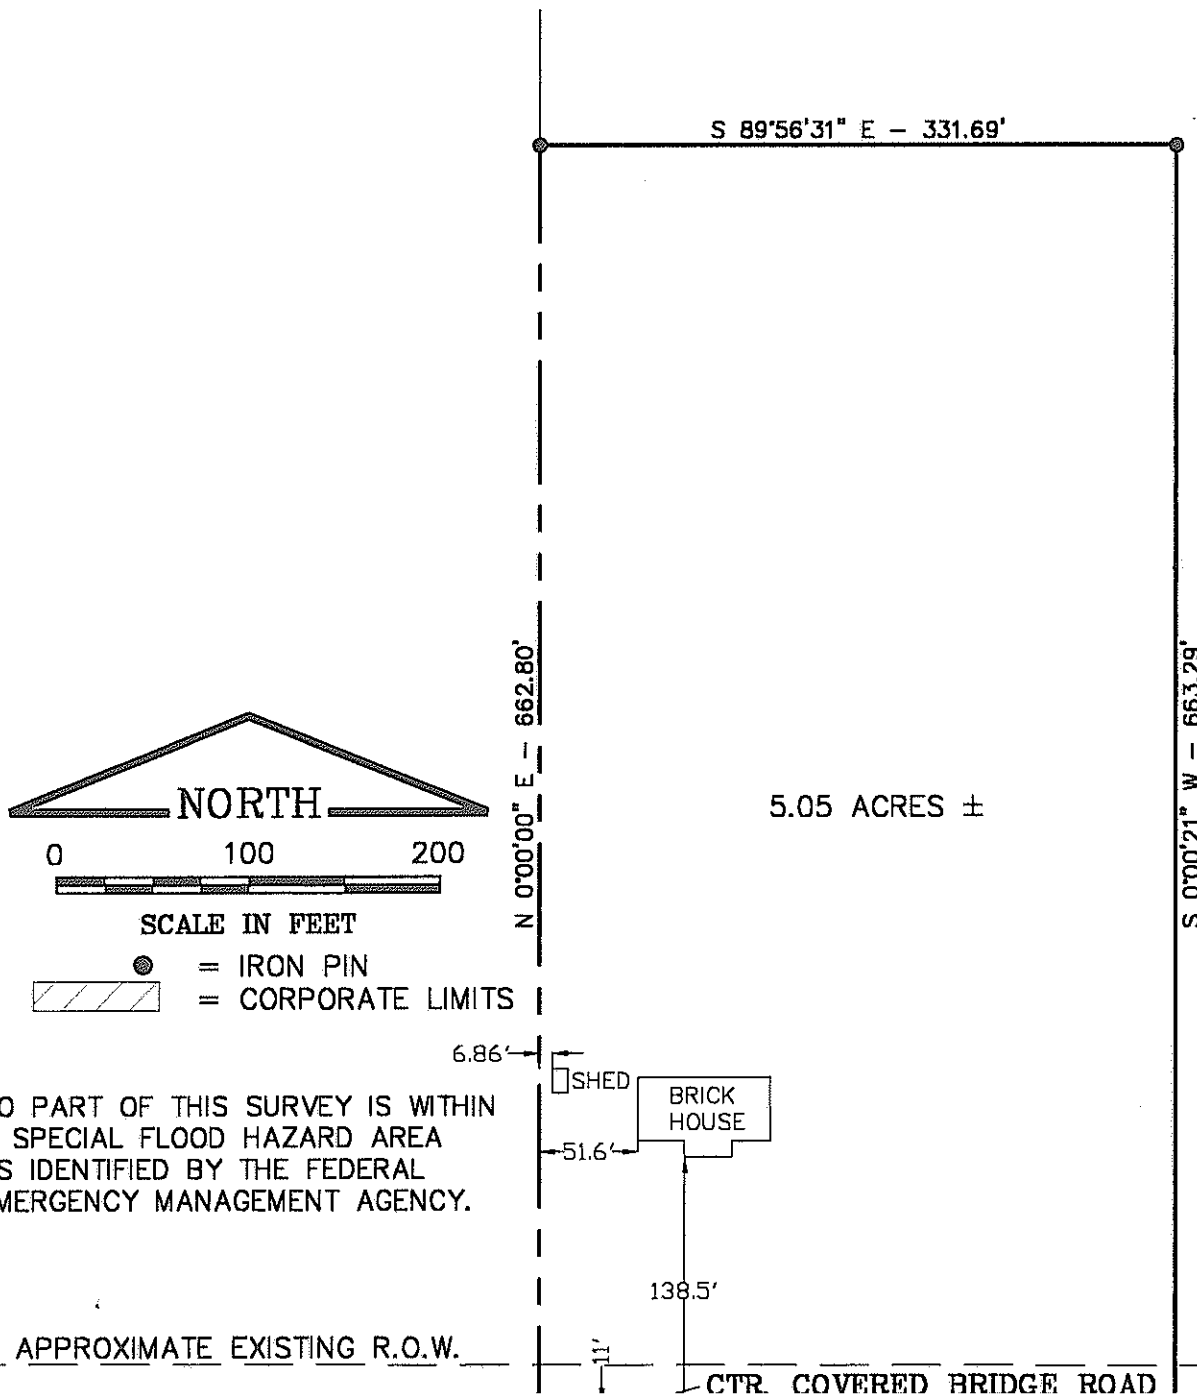 S 89°56'31" E - 331.69'
N 0°00'00" E - 662.80'
S 0°00'21" W - 663.29'
NORTH
0 100 200
SCALE IN FEET
= IRON PIN
= CORPORATE LIMITS
5.05 ACRES ±
6.86'
SHED
BRICK
HOUSE
51.6'
O PART OF THIS SURVEY IS WITHIN
SPECIAL FLOOD HAZARD AREA
S IDENTIFIED BY THE FEDERAL
MERGENCY MANAGEMENT AGENCY.
138.5'
11'
APPROXIMATE EXISTING R.O.W.
CTR. COVERED BRIDGE ROAD